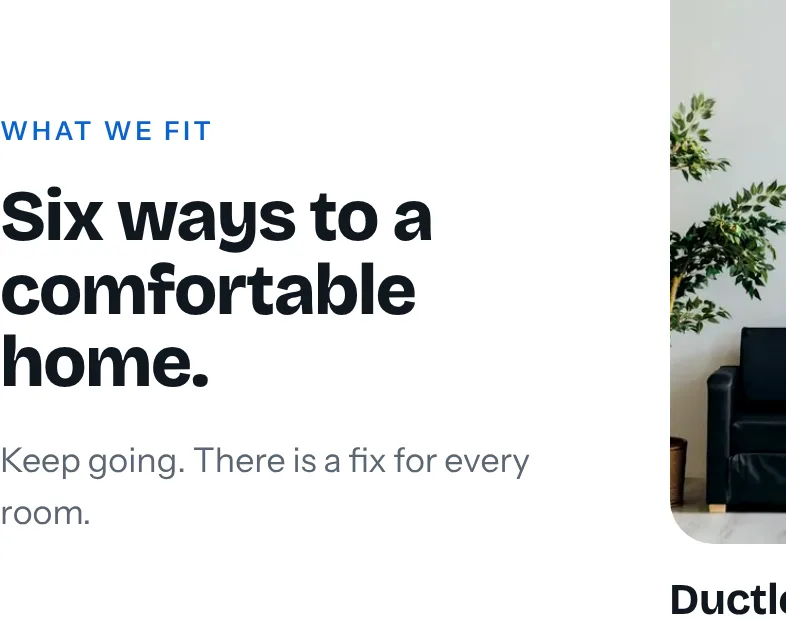 WHAT WE FIT
Six ways to a
comfortable
home.
Keep going. There is a fix for every
room.